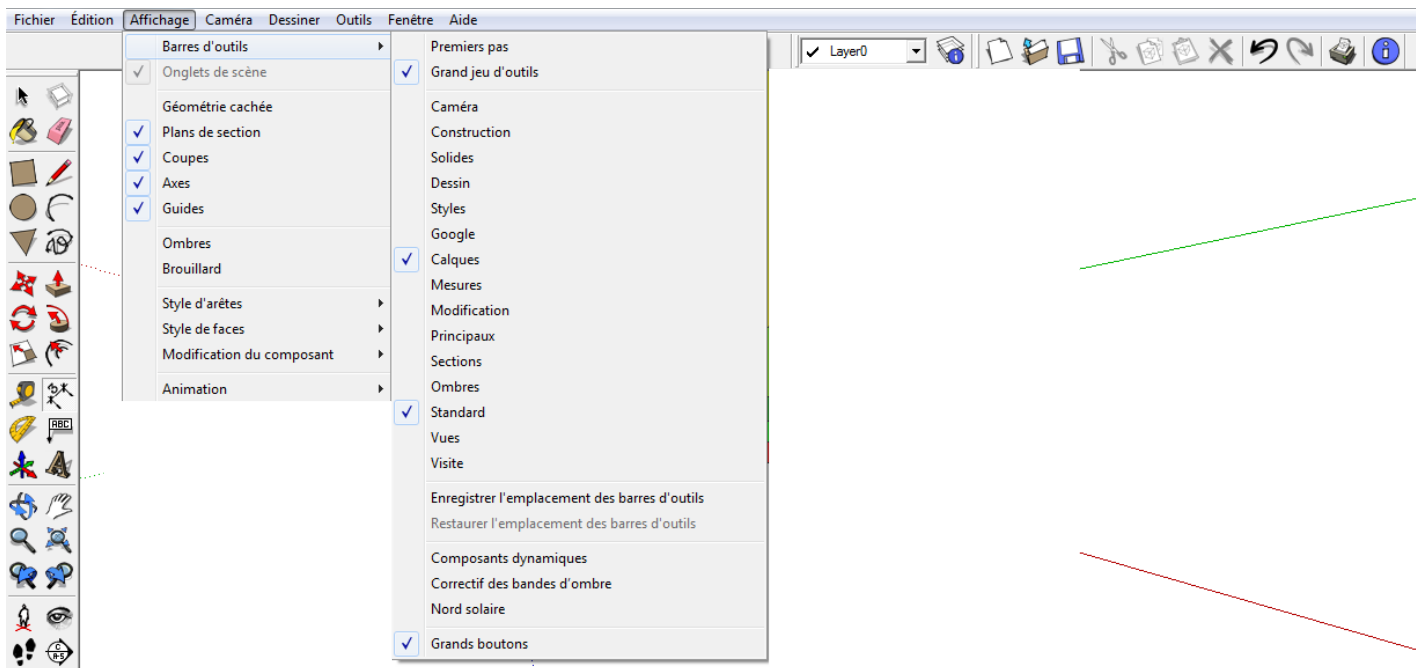 Fichier Édition Affichage Caméra Dessiner Outils Fenêtre Aide
Layer0
Barres d'outils
Onglets de scène
Géométrie cachée
Plans de section
Coupes
Axes
Guides
Ombres
Brouillard
Style d'arêtes
Style de faces
Modification du composant
Animation
Premiers pas
Grand jeu d'outils
Caméra
Construction
Solides
Dessin
Styles
Google
Calques
Mesures
Modification
Principaux
Sections
Ombres
Standard
Vues
Visite
Enregistrer l'emplacement des barres d'outils
Restaurer l'emplacement des barres d'outils
Composants dynamiques
Correctif des bandes d'ombre
Nord solaire
Grands boutons
ABC